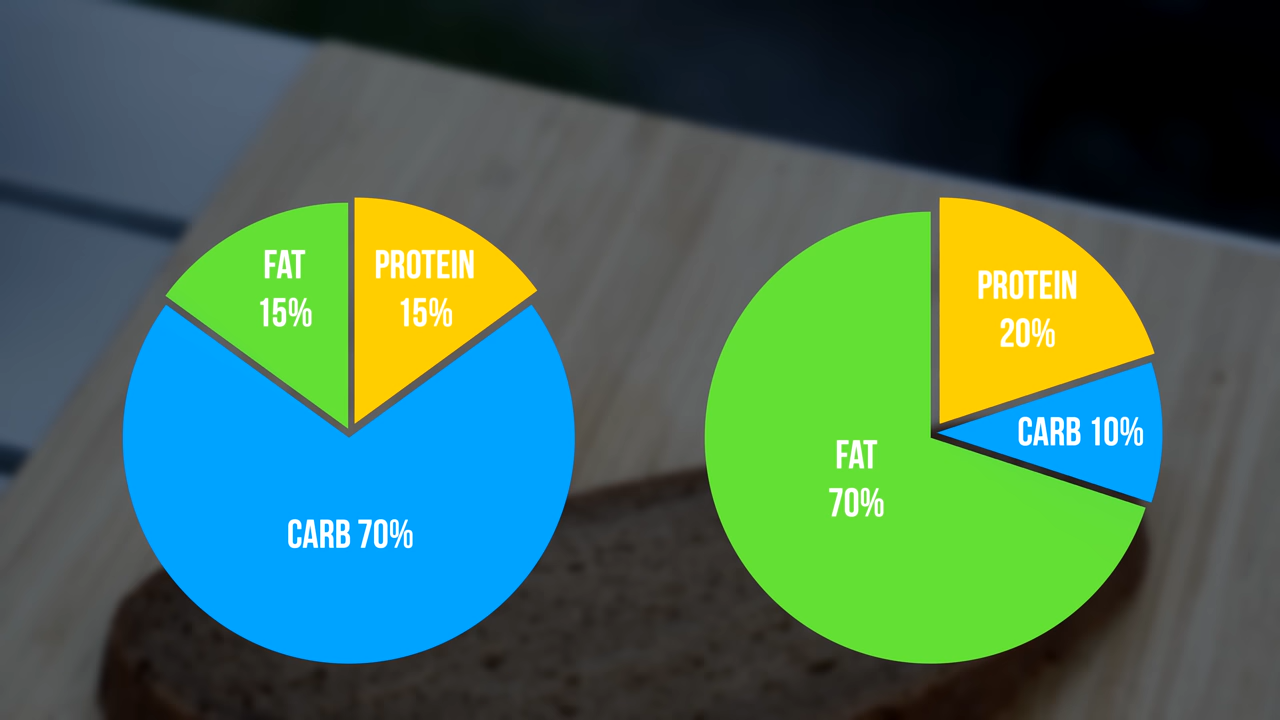 FAT
15%
PROTEIN
15%
CARB 70%
PROTEIN
20%
CARB 10%
FAT
70%